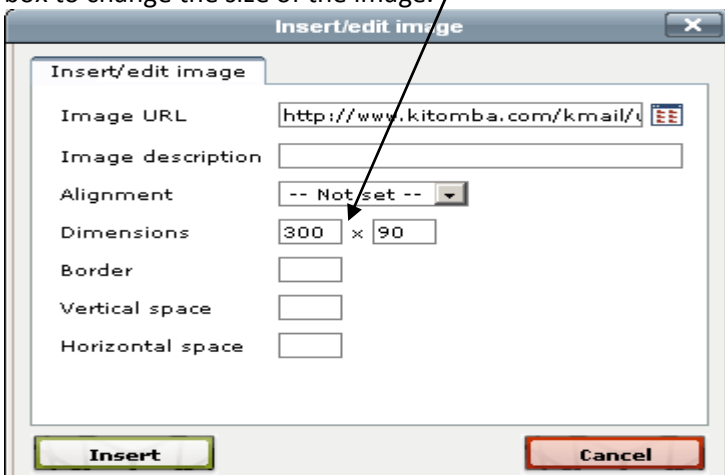 box to change the size of the image.
Insert/edit image
Insert/edit image
Image URL http://www.kitomba.com/kmail/
Image description
Alignment -- Not set --
Dimensions 300 x 90
Border
Vertical space
Horizontal space
Insert Cancel